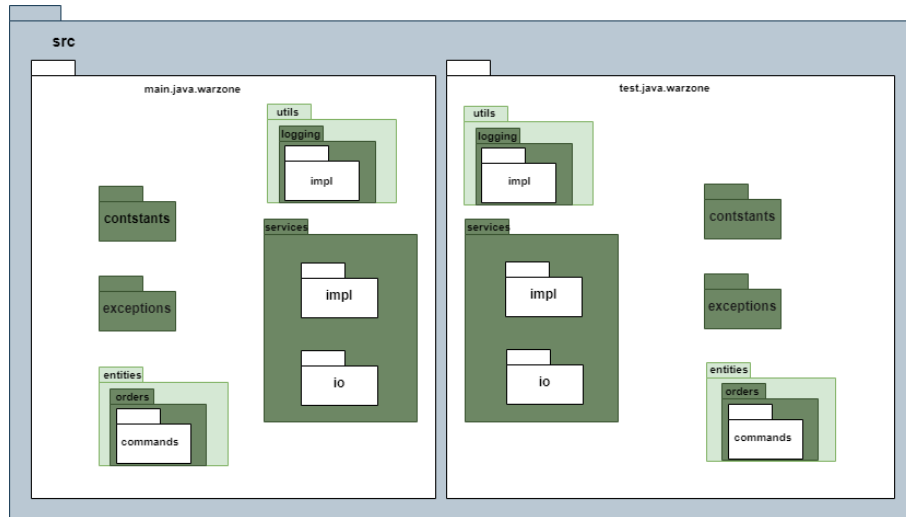 src
main.java.warzone
utils
logging
impl
contstants
services
impl
exceptions
io
entities
orders
commands
test.java.warzone
utils
logging
impl
contstants
services
impl
exceptions
io
entities
orders
commands